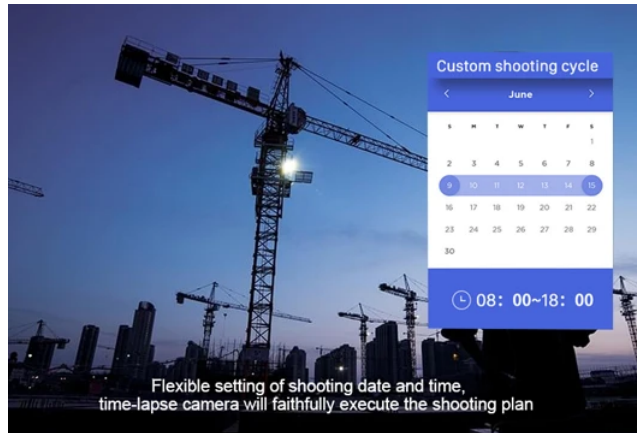 Custom shooting cycle
< June >
S M T W T F S
1
2 3 4 5 6 7 8
9 10 11 12 13 14 15
16 17 18 19 20 21 22
23 24 25 26 27 28 29
30
08: 00~18: 00
Flexible setting of shooting date and time,
time-lapse camera will faithfully execute the shooting plan